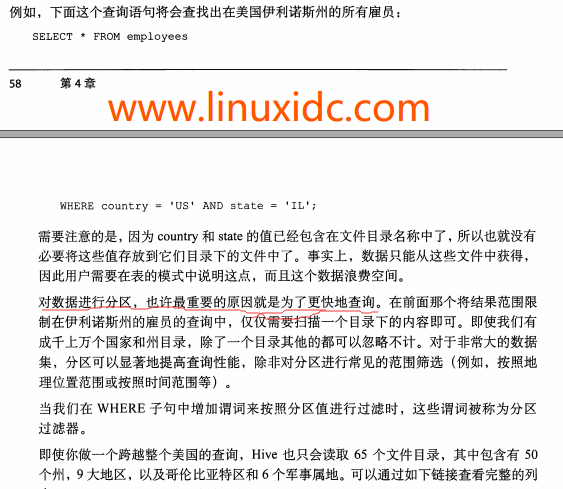 例如，下面这个查询语句将会查找出在美国伊利诺斯州的所有雇员：
SELECT * FROM employees
58 第 4 章
www.linuxidc.com
WHERE country = 'US' AND state = 'IL';
需要注意的是，因为 country 和 state 的值已经包含在文件目录名称中了，所以也就没有
必要将这些值存放到它们目录下的文件中了。事实上，数据只能从这些文件中获得，
因此用户需要在表的模式中说明这点，而且这个数据浪费空间。
对数据进行分区，也许最重要的原因就是为了更快地查询。在前面那个将结果范围限
制在伊利诺斯州的雇员的查询中，仅仅需要扫描一个目录下的内容即可。即使我们有
成千上万个国家和州目录，除了一个目录其他的都可以忽略不计。对于非常大的数据
集，分区可以显著地提高查询性能，除非对分区进行常见的范围筛选（例如，按照地
理位置范围或按照时间范围等）。
当我们在 WHERE 子句中增加谓词来按照分区值进行过滤时，这些谓词被称为分区
过滤器。
即使你做一个跨越整个美国的查询，Hive 也只会读取 65 个文件目录，其中包含有 50
个州，9 大地区，以及哥伦比亚特区和 6 个军事属地。可以通过如下链接查看完整的列